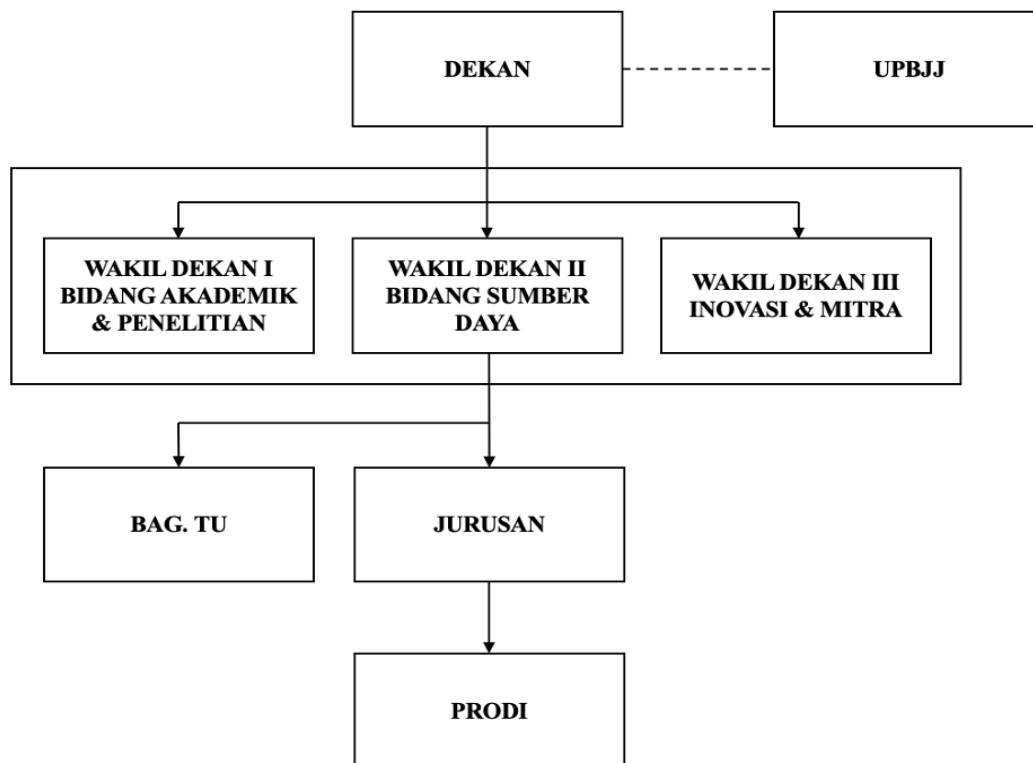 DEKAN
UPBJJ
WAKIL DEKAN I
BIDANG AKADEMIK
& PENELITIAN
WAKIL DEKAN II
BIDANG SUMBER
DAYA
WAKIL DEKAN III
INOVASI & MITRA
BAG. TU
JURUSAN
PRODI